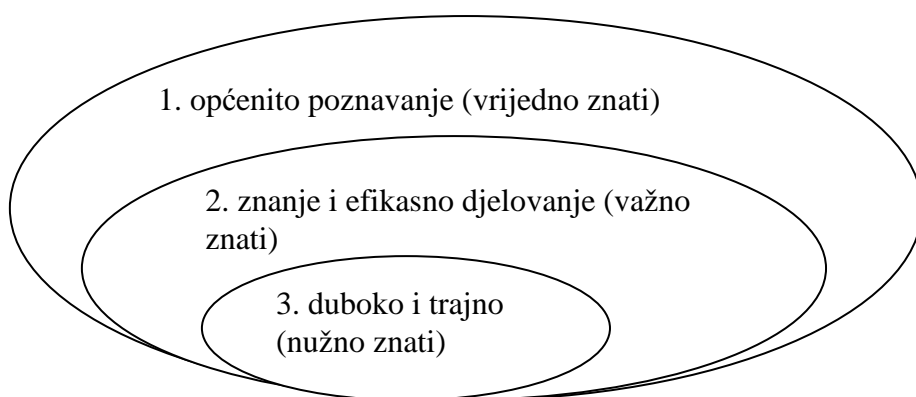 1. općenito poznavanje (vrijedno znati)
2. znanje i efikasno djelovanje (važno
znati)
3. duboko i trajno
(nužno znati)